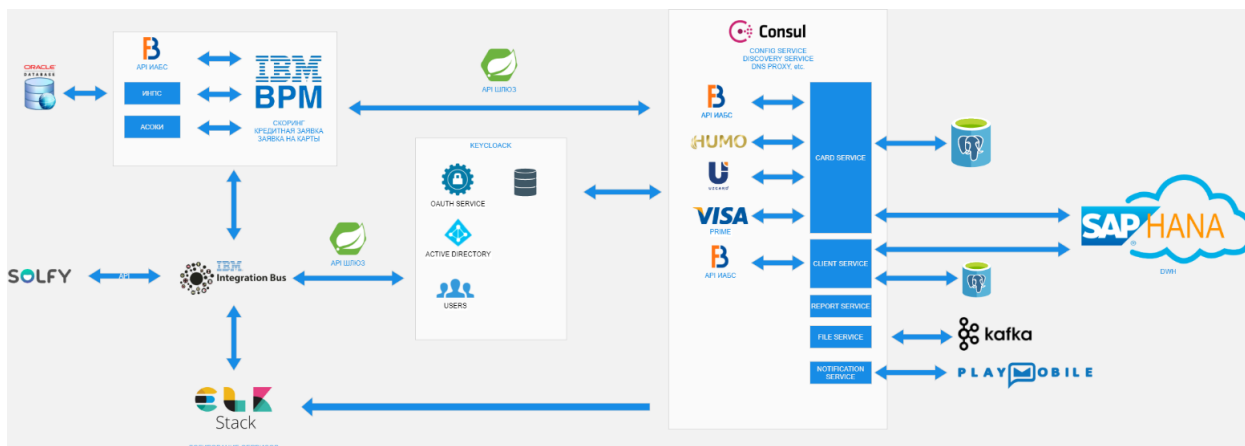 ORACLE
DATABASE
API ИАБС
ИНПС
АСОКИ
IBM
BPM
СКОРИНГ
КРЕДИТНАЯ ЗАЯВКА
ЗАЯВКА НА КАРТЫ
API ШЛЮЗ
Consul
CONFIG SERVICE
DISCOVERY SERVICE
DNS PROXY, etc.
API ИАБС
HUMO
UZCARD
VISA
PRIME
API ИАБС
CARD SERVICE
CLIENT SERVICE
REPORT SERVICE
FILE SERVICE
NOTIFICATION
SERVICE
KEYCLOACK
OAUTH SERVICE
ACTIVE DIRECTORY
USERS
API ШЛЮЗ
SOLFY
API
IBM
Integration Bus
ELK
Stack
SAP HANA
DWH
kafka
PLAYMOBILE